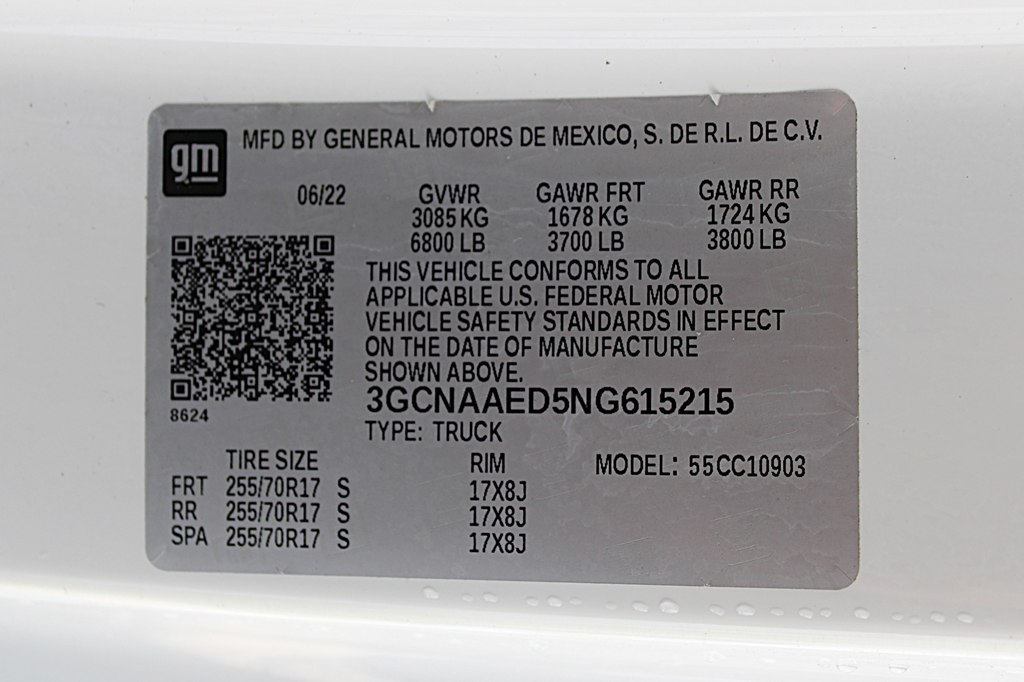 gm
MFD BY GENERAL MOTORS DE MEXICO, S. DE R.L. DE C.V.
06/22 GVWR GAWR FRT GAWR RR
3085 KG 1678 KG 1724 KG
6800 LB 3700 LB 3800 LB
THIS VEHICLE CONFORMS TO ALL
APPLICABLE U.S. FEDERAL MOTOR
VEHICLE SAFETY STANDARDS IN EFFECT
ON THE DATE OF MANUFACTURE
SHOWN ABOVE.
3GCNAAED5NG615215
8624
TYPE: TRUCK
TIRE SIZE RIM MODEL: 55CC10903
FRT 255/70R17 S 17X8J
RR 255/70R17 S 17X8J
SPA 255/70R17 S 17X8J